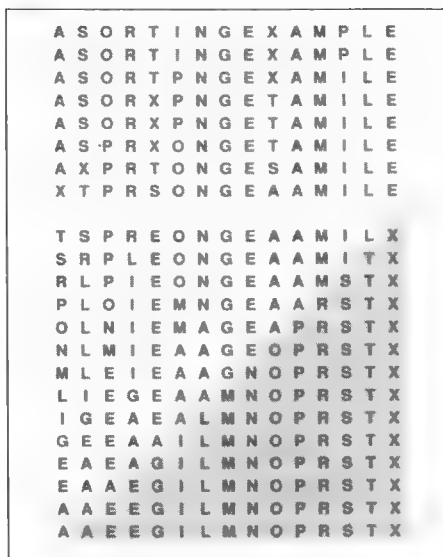 A S O R T I N G E X A M P L E
A S O R T I N G E X A M P L E
A S O R T P N G E X A M I L E
A S O R X P N G E T A M I L E
A S O R X P N G E T A M I L E
A S P R X O N G E T A M I L E
A X P R T O N G E S A M I L E
X T P R S O N G E A A M I L E
T S P R E O N G E A A M I L X
S R P L E O N G E A A M I T X
R L P I E O N G E A A M S T X
P L O I E M N G E A A R S T X
O L N I E M A G E A P R S T X
N L M I E A A G E O P R S T X
M L E I E A A G N O P R S T X
L I E G E A A M N O P R S T X
I G E A E A L M N O P R S T X
G E E A A I L M N O P R S T X
E A E A G I L M N O P R S T X
E A A E G I L M N O P R S T X
A A E E G I L M N O P R S T X
A A E E G I L M N O P R S T X